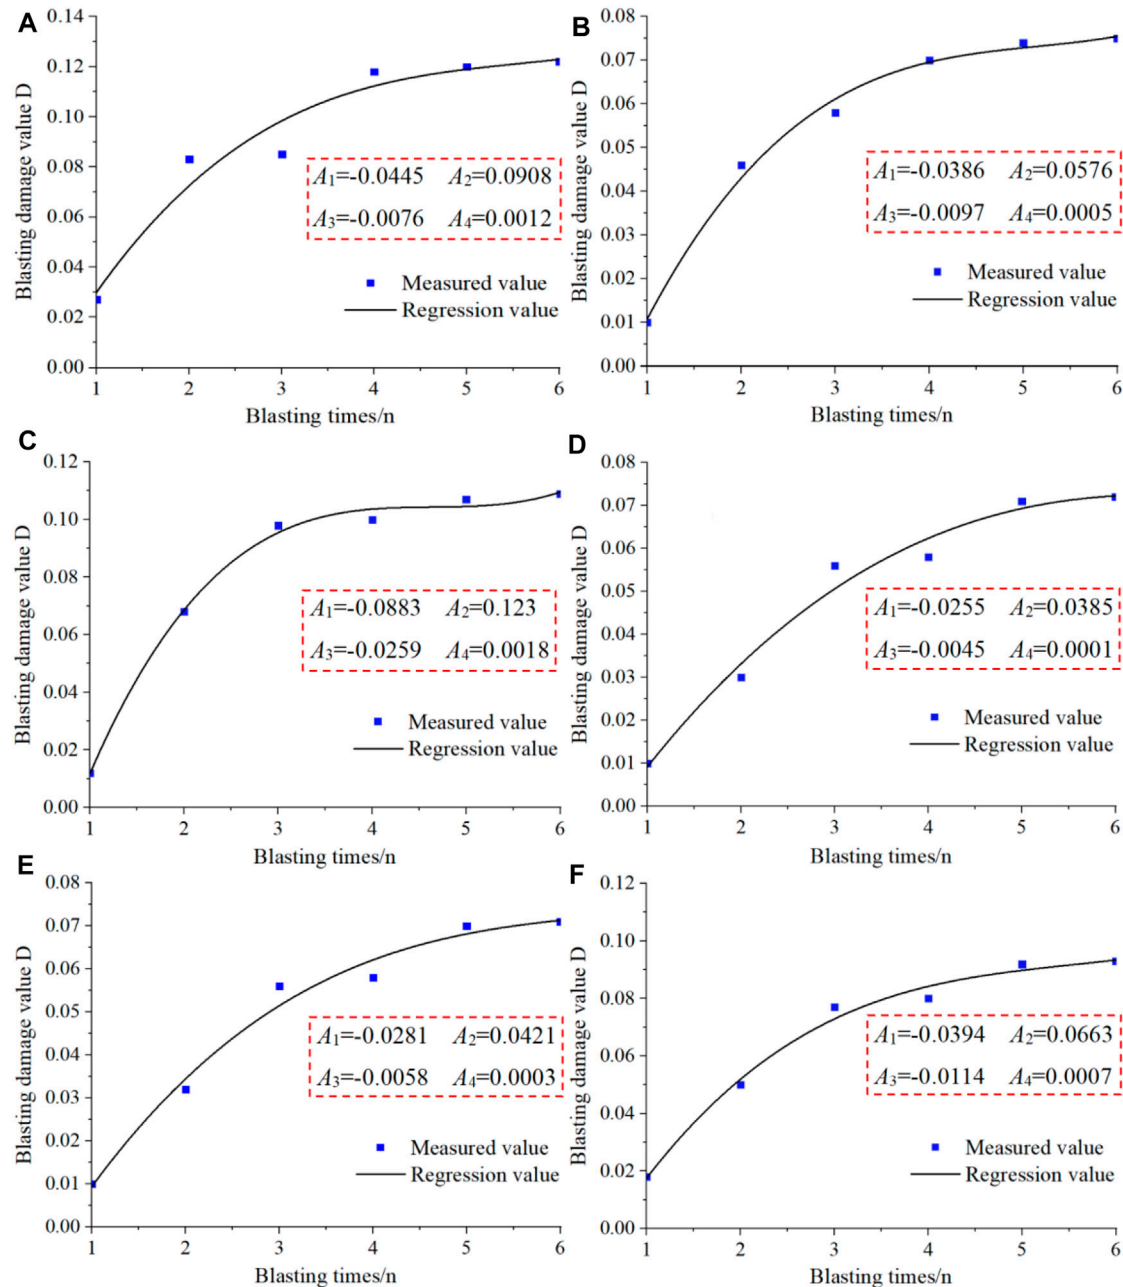 A
Blasting damage value D
0.14
0.12
0.10
0.08
0.06
0.04
0.02
0.00
A1=-0.0445 A2=0.0908
A3=-0.0076 A4=0.0012
Measured value
Regression value
1 2 3 4 5 6
Blasting times/n
B
Blasting damage value D
0.08
0.07
0.06
0.05
0.04
0.03
0.02
0.01
0.00
A1=-0.0386 A2=0.0576
A3=-0.0097 A4=0.0005
Measured value
Regression value
1 2 3 4 5 6
Blasting times/n
C
Blasting damage value D
0.12
0.10
0.08
0.06
0.04
0.02
0.00
A1=-0.0883 A2=0.123
A3=-0.0259 A4=0.0018
Measured value
Regression value
1 2 3 4 5 6
Blasting times/n
D
Blasting damage value D
0.08
0.07
0.06
0.05
0.04
0.03
0.02
0.01
0.00
A1=-0.0255 A2=0.0385
A3=-0.0045 A4=0.0001
Measured value
Regression value
1 2 3 4 5 6
Blasting times/n
E
Blasting damage value D
0.08
0.07
0.06
0.05
0.04
0.03
0.02
0.01
0.00
A1=-0.0281 A2=0.0421
A3=-0.0058 A4=0.0003
Measured value
Regression value
1 2 3 4 5 6
Blasting times/n
F
Blasting damage value D
0.12
0.10
0.08
0.06
0.04
0.02
0.00
A1=-0.0394 A2=0.0663
A3=-0.0114 A4=0.0007
Measured value
Regression value
1 2 3 4 5 6
Blasting times/n